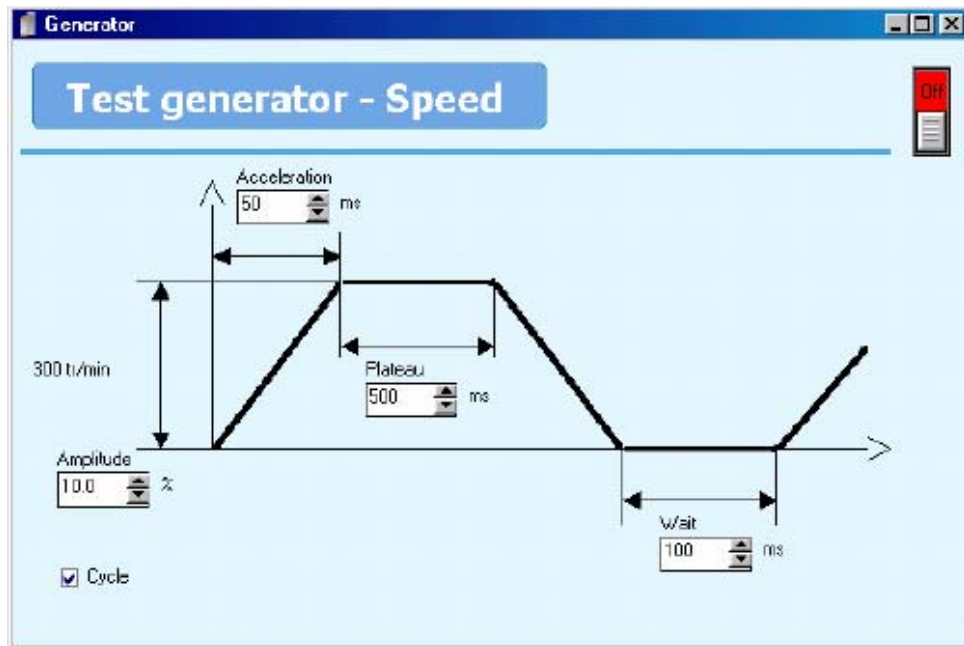 Generator
Test generator - Speed
Off
Acceleration
50 ms
300 tr/min
Plateau
500 ms
Amplitude
10.0 %
Wait
100 ms
Cycle